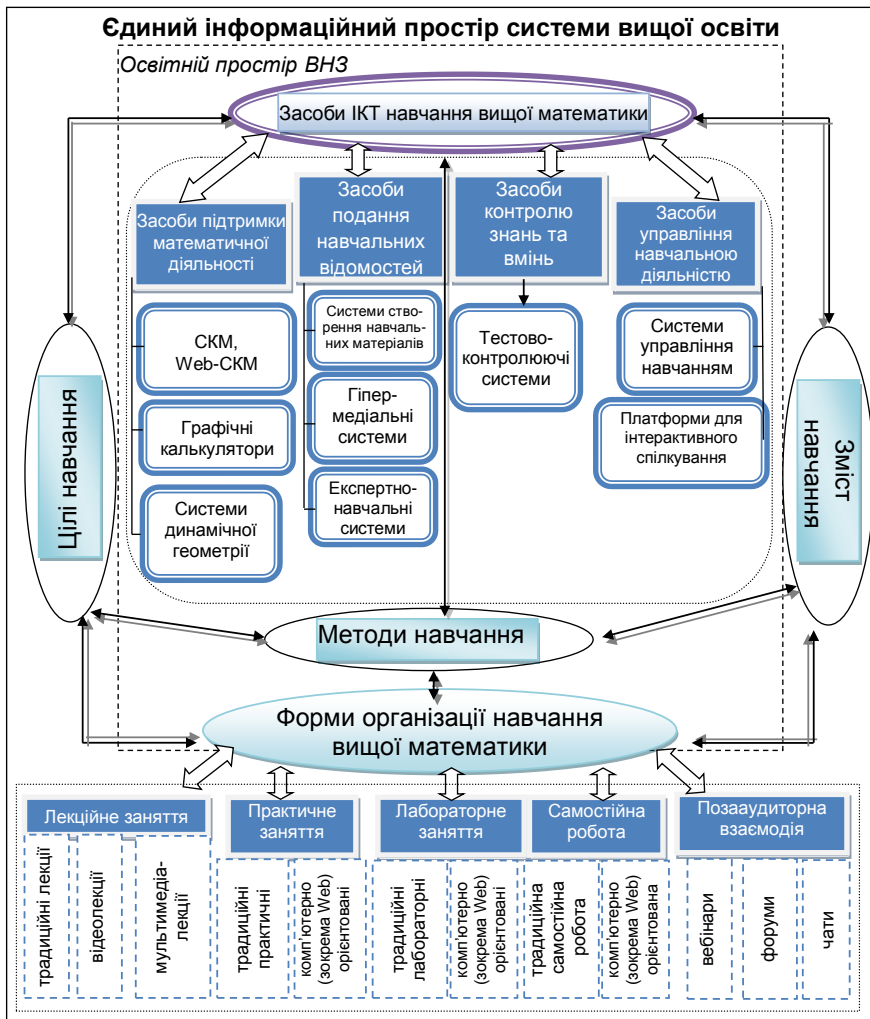 Єдиний інформаційний простір системи вищої освіти
Освітній простір ВНЗ
Засоби ІКТ навчання вищої математики
Засоби підтримки
математичної
діяльності
Засоби
подання
навчальних
відомостей
Засоби
контролю
знань та
вмінь
Засоби
управління
навчальною
діяльністю
СКМ,
Web-СКМ
Графічні
калькулятори
Системи
динамічної
геометрії
Системи ство-
рення навчаль-
них матеріалів
Гіпер-
медіальні
системи
Експертно-
навчальні
системи
Тестово-
контролюючі
системи
Системи
управління
навчанням
Платформи для
інтерактивного
спілкування
Цілі навчання
Зміст
навчання
Методи навчання
Форми організації навчання
вищої математики
Лекційне заняття
Практичне
заняття
Лабораторне
заняття
Самостійна
робота
Позааудиторна
взаємодія
традиційні лекції
відеолекції
мультимедіа-
лекції
традиційні
практичні
комп'ютерно
(зокрема Web)
орієнтовані
традиційні
лабораторні
комп'ютерно
(зокрема Web)
орієнтовані
традиційна
самостійна
робота
комп'ютерно
(зокрема Web)
орієнтована
вебінари
форуми
чати